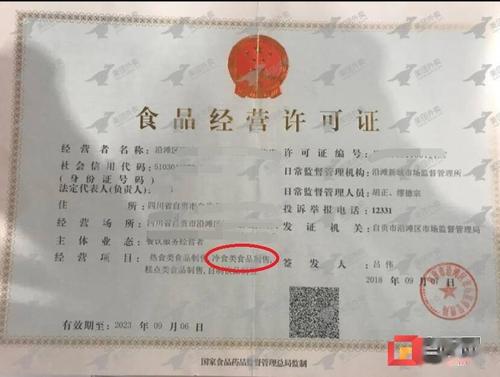 食品经营许可证
经营者名称：沿滩区
许可证编号：
社会信用代码：5103
(身份证号码)
法定代表人(负责人)：
日常监督管理机构：沿滩新城市场监督管理所
日常监督管理人员：胡正、缪德宗
住所：四川省自贡市
投诉举报电话：12331
经营场所：四川省自贡市沿滩区
发证机关：自贡市沿滩区市场监督管理局
主体业态：餐饮服务经营者
经营项目：热食类食品制售，冷食类食品制售，
糕点类食品制售，自制饮品制售
签发人：吕伟
2018年09月
有效期至：2023年09月06日
国家食品药品监督管理总局监制